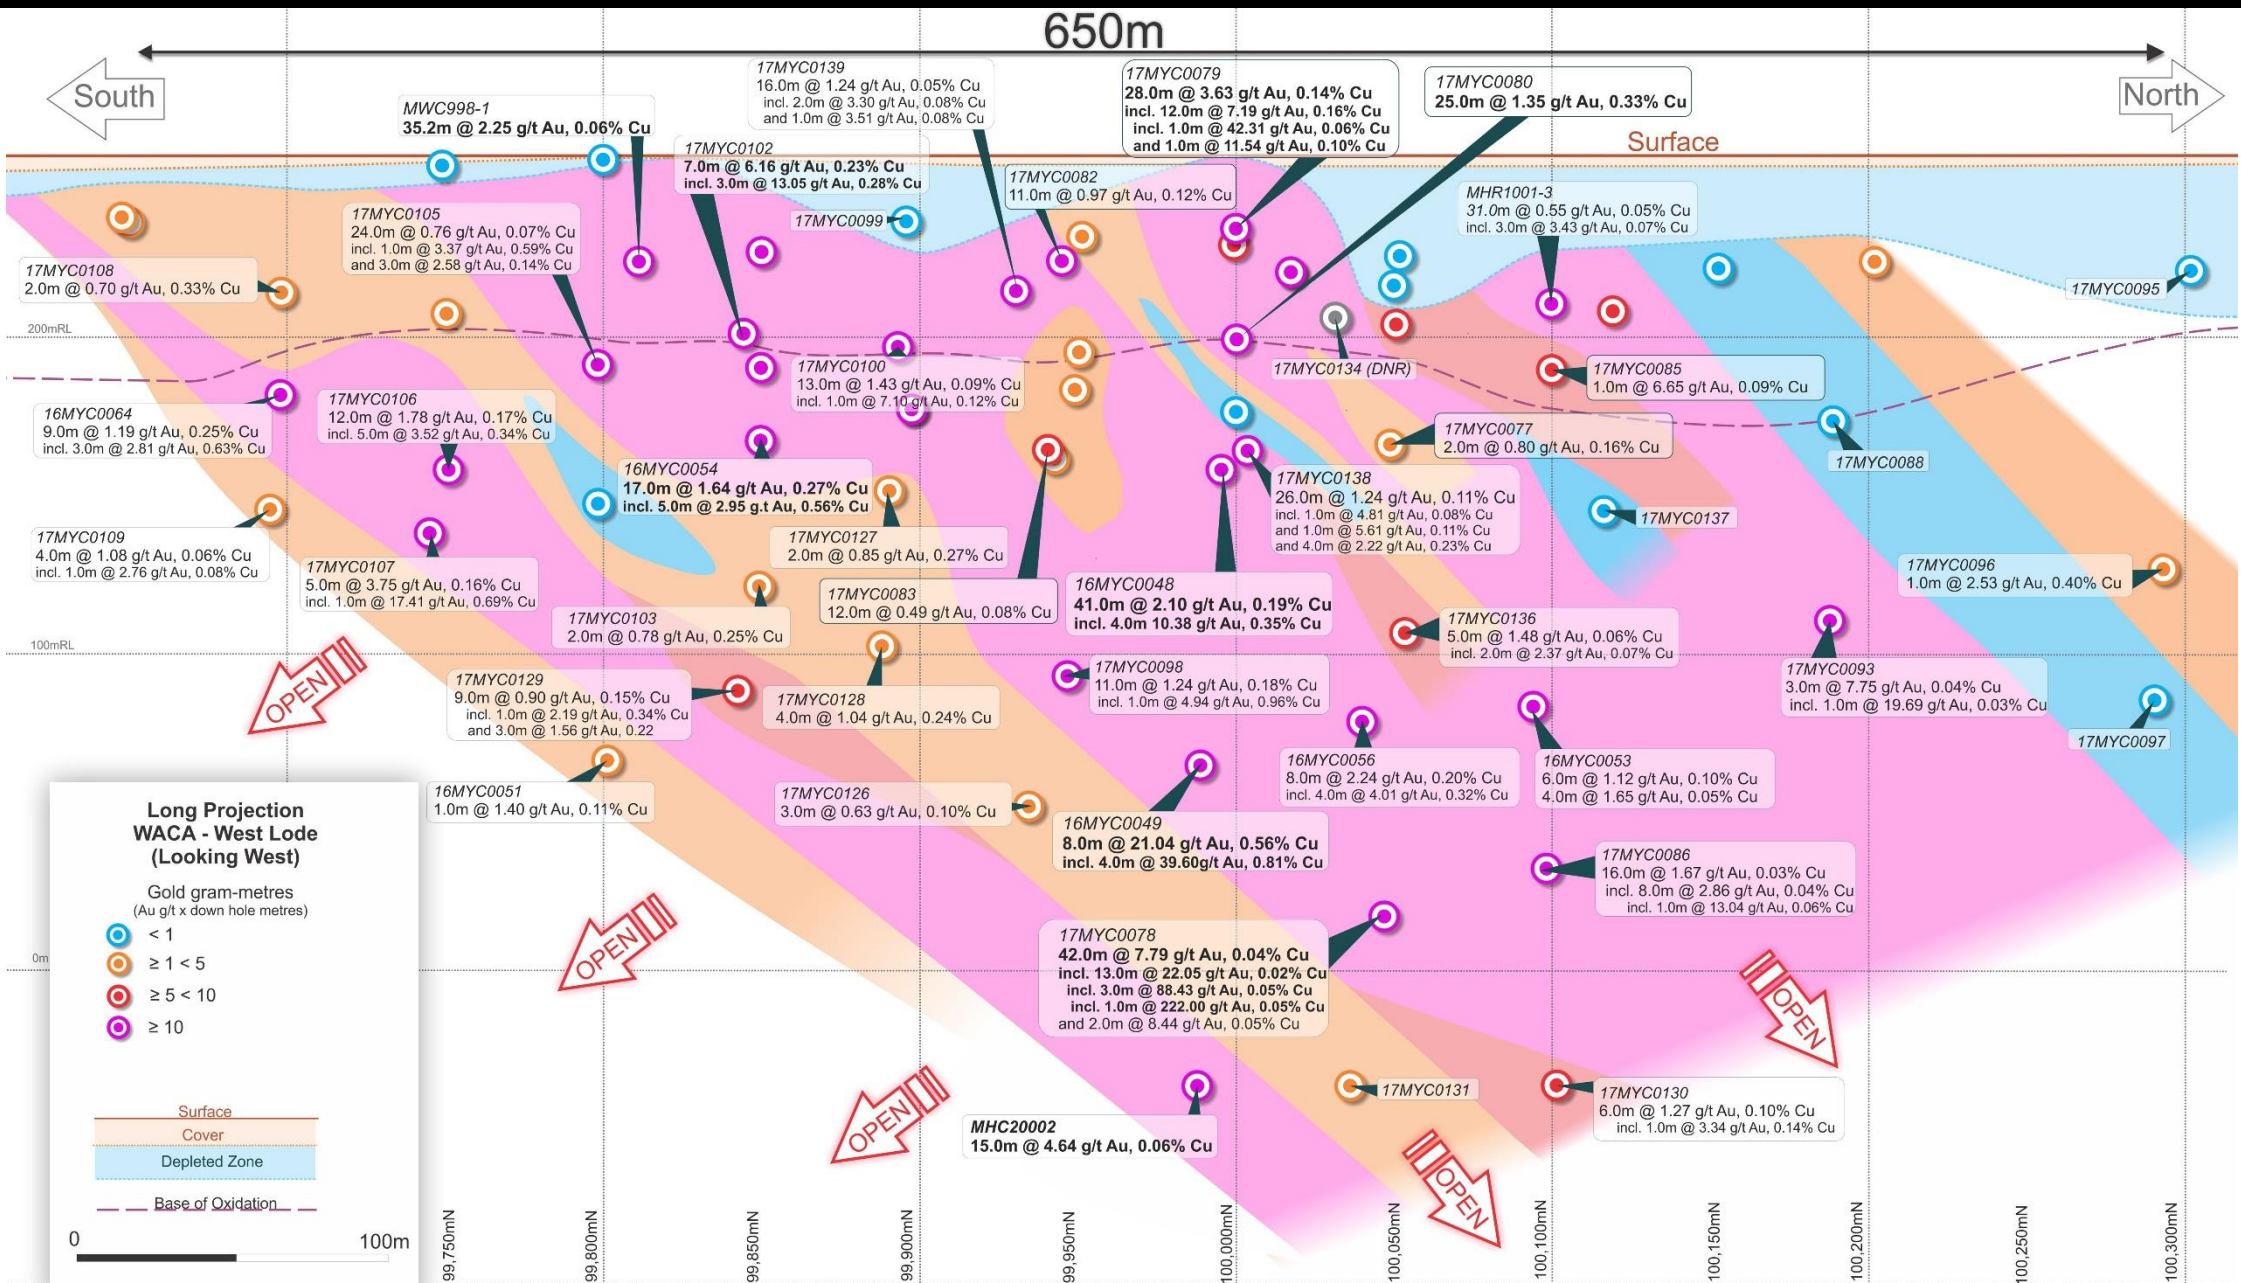 650m
South
North
Surface
MWC998-1
35.2m @ 2.25 g/t Au, 0.06% Cu
17MYC0139
16.0m @ 1.24 g/t Au, 0.05% Cu
incl. 2.0m @ 3.30 g/t Au, 0.08% Cu
and 1.0m @ 3.51 g/t Au, 0.08% Cu
17MYC0079
28.0m @ 3.63 g/t Au, 0.14% Cu
incl. 12.0m @ 7.19 g/t Au, 0.16% Cu
incl. 1.0m @ 42.31 g/t Au, 0.06% Cu
and 1.0m @ 11.54 g/t Au, 0.10% Cu
17MYC0080
25.0m @ 1.35 g/t Au, 0.33% Cu
17MYC0102
7.0m @ 6.16 g/t Au, 0.23% Cu
incl. 3.0m @ 13.05 g/t Au, 0.28% Cu
17MYC0082
11.0m @ 0.97 g/t Au, 0.12% Cu
MHR1001-3
31.0m @ 0.55 g/t Au, 0.05% Cu
incl. 3.0m @ 3.43 g/t Au, 0.07% Cu
17MYC0105
24.0m @ 0.76 g/t Au, 0.07% Cu
incl. 1.0m @ 3.37 g/t Au, 0.59% Cu
and 3.0m @ 2.58 g/t Au, 0.14% Cu
17MYC0099
17MYC0108
2.0m @ 0.70 g/t Au, 0.33% Cu
17MYC0095
200mRL
17MYC0100
13.0m @ 1.43 g/t Au, 0.09% Cu
incl. 1.0m @ 7.10 g/t Au, 0.12% Cu
17MYC0134 (DNR)
17MYC0085
1.0m @ 6.65 g/t Au, 0.09% Cu
16MYC0064
9.0m @ 1.19 g/t Au, 0.25% Cu
incl. 3.0m @ 2.81 g/t Au, 0.63% Cu
17MYC0106
12.0m @ 1.78 g/t Au, 0.17% Cu
incl. 5.0m @ 3.52 g/t Au, 0.34% Cu
17MYC0077
2.0m @ 0.80 g/t Au, 0.16% Cu
17MYC0088
16MYC0054
17.0m @ 1.64 g/t Au, 0.27% Cu
incl. 5.0m @ 2.95 g.t Au, 0.56% Cu
17MYC0138
26.0m @ 1.24 g/t Au, 0.11% Cu
incl. 1.0m @ 4.81 g/t Au, 0.08% Cu
and 1.0m @ 5.61 g/t Au, 0.11% Cu
and 4.0m @ 2.22 g/t Au, 0.23% Cu
17MYC0137
17MYC0109
4.0m @ 1.08 g/t Au, 0.06% Cu
incl. 1.0m @ 2.76 g/t Au, 0.08% Cu
17MYC0127
2.0m @ 0.85 g/t Au, 0.27% Cu
17MYC0107
5.0m @ 3.75 g/t Au, 0.16% Cu
incl. 1.0m @ 17.41 g/t Au, 0.69% Cu
17MYC0096
1.0m @ 2.53 g/t Au, 0.40% Cu
17MYC0083
12.0m @ 0.49 g/t Au, 0.08% Cu
16MYC0048
41.0m @ 2.10 g/t Au, 0.19% Cu
incl. 4.0m 10.38 g/t Au, 0.35% Cu
17MYC0103
2.0m @ 0.78 g/t Au, 0.25% Cu
17MYC0136
5.0m @ 1.48 g/t Au, 0.06% Cu
incl. 2.0m @ 2.37 g/t Au, 0.07% Cu
100mRL
17MYC0098
11.0m @ 1.24 g/t Au, 0.18% Cu
incl. 1.0m @ 4.94 g/t Au, 0.96% Cu
17MYC0093
3.0m @ 7.75 g/t Au, 0.04% Cu
incl. 1.0m @ 19.69 g/t Au, 0.03% Cu
OPEN
17MYC0129
9.0m @ 0.90 g/t Au, 0.15% Cu
incl. 1.0m @ 2.19 g/t Au, 0.34% Cu
and 3.0m @ 1.56 g/t Au, 0.22
17MYC0128
4.0m @ 1.04 g/t Au, 0.24% Cu
17MYC0097
16MYC0056
8.0m @ 2.24 g/t Au, 0.20% Cu
incl. 4.0m @ 4.01 g/t Au, 0.32% Cu
16MYC0053
6.0m @ 1.12 g/t Au, 0.10% Cu
4.0m @ 1.65 g/t Au, 0.05% Cu
16MYC0051
1.0m @ 1.40 g/t Au, 0.11% Cu
17MYC0126
3.0m @ 0.63 g/t Au, 0.10% Cu
16MYC0049
8.0m @ 21.04 g/t Au, 0.56% Cu
incl. 4.0m @ 39.60g/t Au, 0.81% Cu
17MYC0086
16.0m @ 1.67 g/t Au, 0.03% Cu
incl. 8.0m @ 2.86 g/t Au, 0.04% Cu
incl. 1.0m @ 13.04 g/t Au, 0.06% Cu
OPEN
17MYC0078
42.0m @ 7.79 g/t Au, 0.04% Cu
incl. 13.0m @ 22.05 g/t Au, 0.02% Cu
incl. 3.0m @ 88.43 g/t Au, 0.05% Cu
incl. 1.0m @ 222.00 g/t Au, 0.05% Cu
and 2.0m @ 8.44 g/t Au, 0.05% Cu
0m
OPEN
OPEN
17MYC0131
17MYC0130
6.0m @ 1.27 g/t Au, 0.10% Cu
incl. 1.0m @ 3.34 g/t Au, 0.14% Cu
MHC20002
15.0m @ 4.64 g/t Au, 0.06% Cu
OPEN
Long Projection
WACA - West Lode
(Looking West)
Gold gram-metres
(Au g/t x down hole metres)
< 1
≥ 1 < 5
≥ 5 < 10
≥ 10
Surface
Cover
Depleted Zone
Base of Oxidation
0
100m
99,750mN
99,800mN
99,850mN
99,900mN
99,950mN
100,000mN
100,050mN
100,100mN
100,150mN
100,200mN
100,250mN
100,300mN